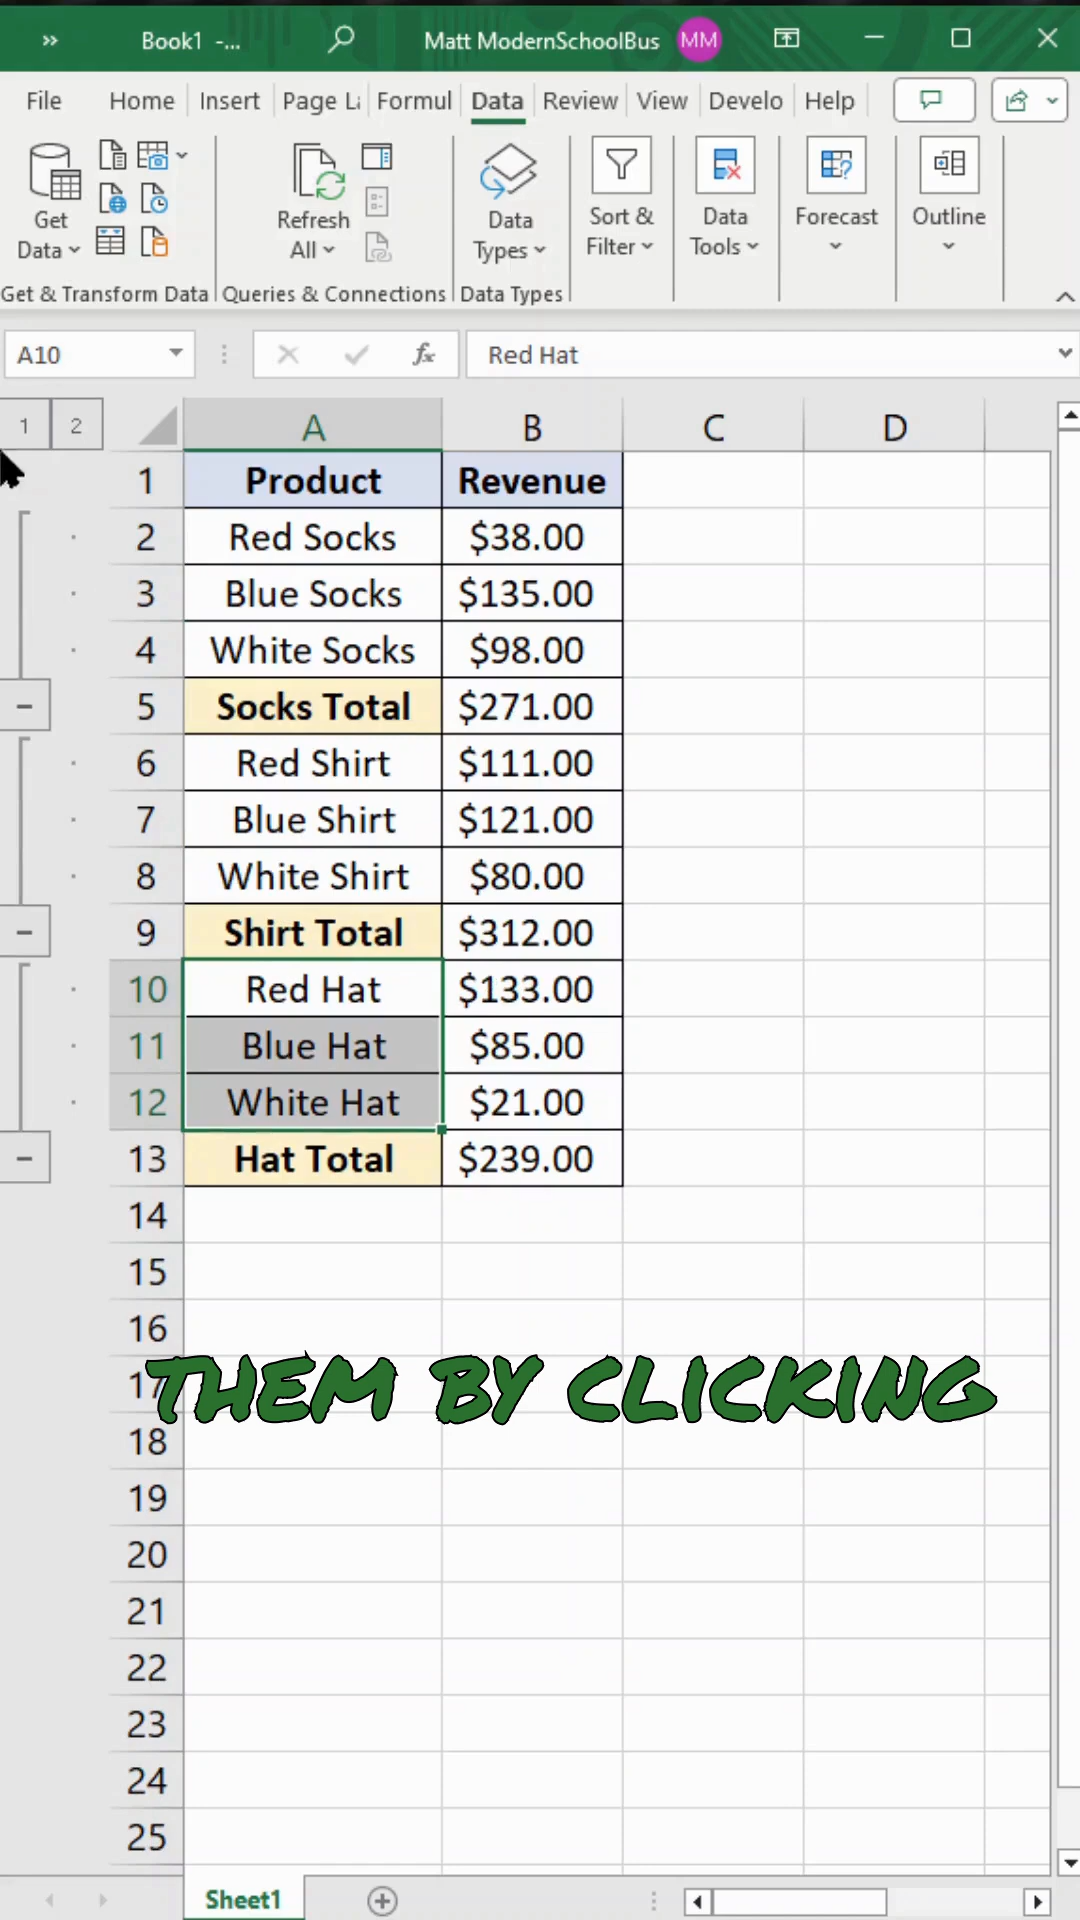 Book1 -...
Matt ModernSchoolBus MM
File Home Insert Page La Formul Data Review View Develo Help
Get Data
Refresh All
Data Types
Sort & Filter
Data Tools
Forecast
Outline
Get & Transform Data Queries & Connections Data Types
A10 fx Red Hat
1 2 A B C D
1 Product Revenue
2 Red Socks $38.00
3 Blue Socks $135.00
4 White Socks $98.00
5 Socks Total $271.00
6 Red Shirt $111.00
7 Blue Shirt $121.00
8 White Shirt $80.00
9 Shirt Total $312.00
10 Red Hat $133.00
11 Blue Hat $85.00
12 White Hat $21.00
13 Hat Total $239.00
14
15
16
17
THEM BY CLICKING
18
19
20
21
22
23
24
25
Sheet1